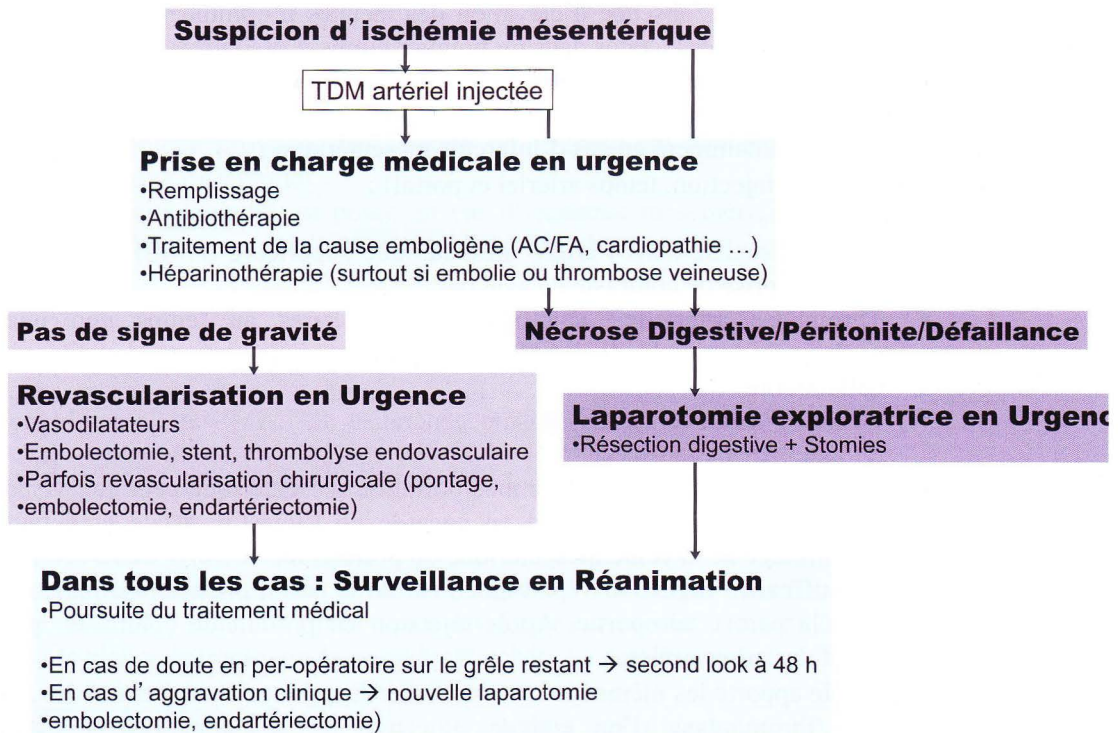 Suspicion d’ischémie mésentérique
TDM artériel injectée
Prise en charge médicale en urgence
•Remplissage
•Antibiothérapie
•Traitement de la cause emboligène (AC/FA, cardiopathie …)
•Héparinothérapie (surtout si embolie ou thrombose veineuse)
Pas de signe de gravité
Nécrose Digestive/Péritonite/Défaillance
Revascularisation en Urgence
•Vasodilatateurs
•Embolectomie, stent, thrombolyse endovasculaire
•Parfois revascularisation chirurgicale (pontage,
•embolectomie, endartériectomie)
Laparotomie exploratrice en Urgenc
•Résection digestive + Stomies
Dans tous les cas : Surveillance en Réanimation
•Poursuite du traitement médical
•En cas de doute en per-opératoire sur le grêle restant → second look à 48 h
•En cas d’aggravation clinique → nouvelle laparotomie
•embolectomie, endartériectomie)